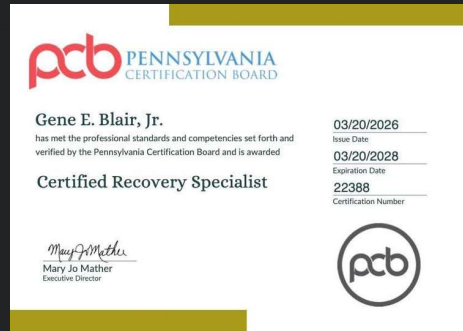 pcb PENNSYLVANIA
CERTIFICATION BOARD
Gene E. Blair, Jr.
has met the professional standards and competencies set forth and
verified by the Pennsylvania Certification Board and is awarded
Certified Recovery Specialist
03/20/2026
Issue Date
03/20/2028
Expiration Date
22388
Certification Number
Mary Jo Mather
Mary Jo Mather
Executive Director
pcb